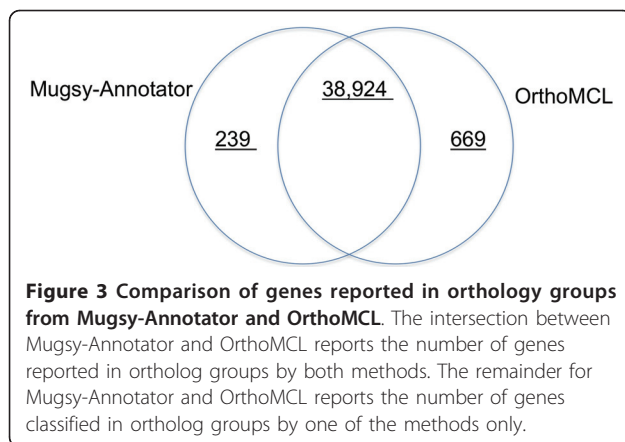 Mugsy-Annotator
38,924
OrthoMCL
239
669
Figure 3 Comparison of genes reported in orthology groups
from Mugsy-Annotator and OrthoMCL. The intersection between
Mugsy-Annotator and OrthoMCL reports the number of genes
reported in ortholog groups by both methods. The remainder for
Mugsy-Annotator and OrthoMCL reports the number of genes
classified in ortholog groups by one of the methods only.